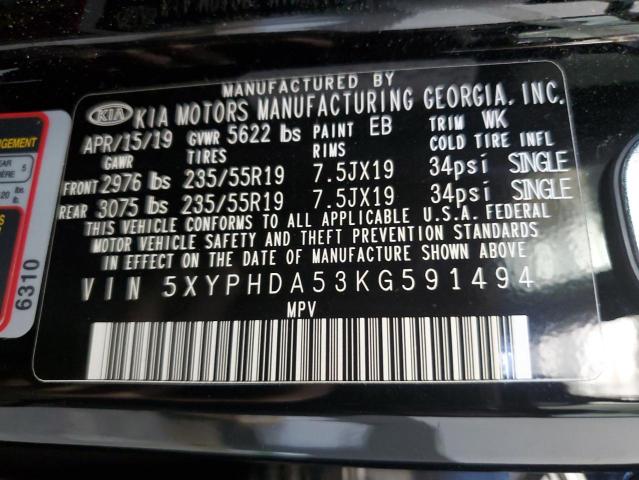 MANUFACTURED BY
KIA KIA MOTORS MANUFACTURING GEORGIA, INC.
APR/15/19 GVWR 5622 lbs PAINT EB TRIM WK
GAWR TIRES RIMS COLD TIRE INFL
FRONT 2976 lbs 235/55R19 7.5JX19 34psi SINGLE
REAR 3075 lbs 235/55R19 7.5JX19 34psi SINGLE
THIS VEHICLE CONFORMS TO ALL APPLICABLE U.S.A. FEDERAL
MOTOR VEHICLE SAFETY AND THEFT PREVENTION STANDARDS
IN EFFECT ON THE DATE OF MANUFACTURE SHOWN ABOVE
VIN 5XYPHDA53KG591494
MPV
6310